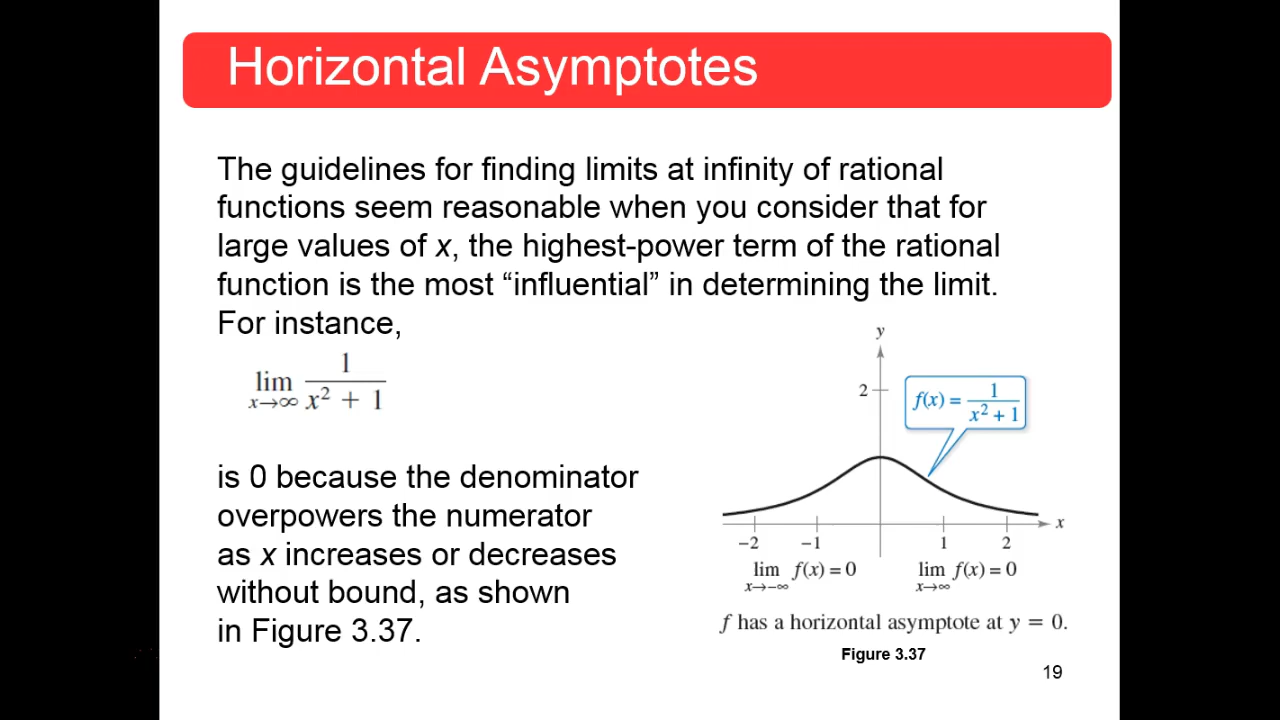 Horizontal Asymptotes
The guidelines for finding limits at infinity of rational
functions seem reasonable when you consider that for
large values of x, the highest-power term of the rational
function is the most “influential” in determining the limit.
For instance,
lim x→∞ 1/(x² + 1)
is 0 because the denominator
overpowers the numerator
as x increases or decreases
without bound, as shown
in Figure 3.37.
y
2
f(x) = 1/(x² + 1)
x
−2 −1 1 2
lim x→−∞ f(x) = 0 lim x→∞ f(x) = 0
f has a horizontal asymptote at y = 0.
Figure 3.37
19